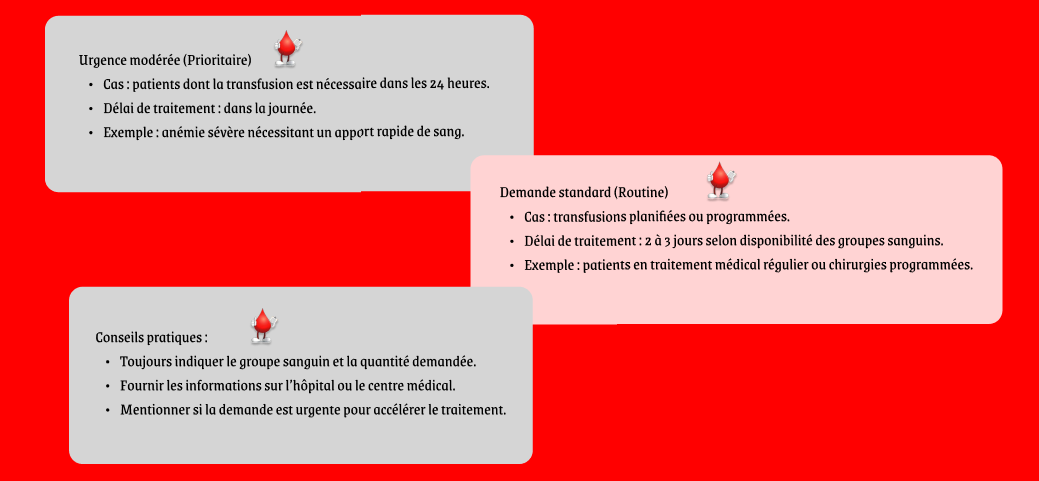 Urgence modérée (Prioritaire)
• Cas : patients dont la transfusion est nécessaire dans les 24 heures.
• Délai de traitement : dans la journée.
• Exemple : anémie sévère nécessitant un apport rapide de sang.
Demande standard (Routine)
• Cas : transfusions planifiées ou programmées.
• Délai de traitement : 2 à 3 jours selon disponibilité des groupes sanguins.
• Exemple : patients en traitement médical régulier ou chirurgies programmées.
Conseils pratiques :
• Toujours indiquer le groupe sanguin et la quantité demandée.
• Fournir les informations sur l’hôpital ou le centre médical.
• Mentionner si la demande est urgente pour accélérer le traitement.